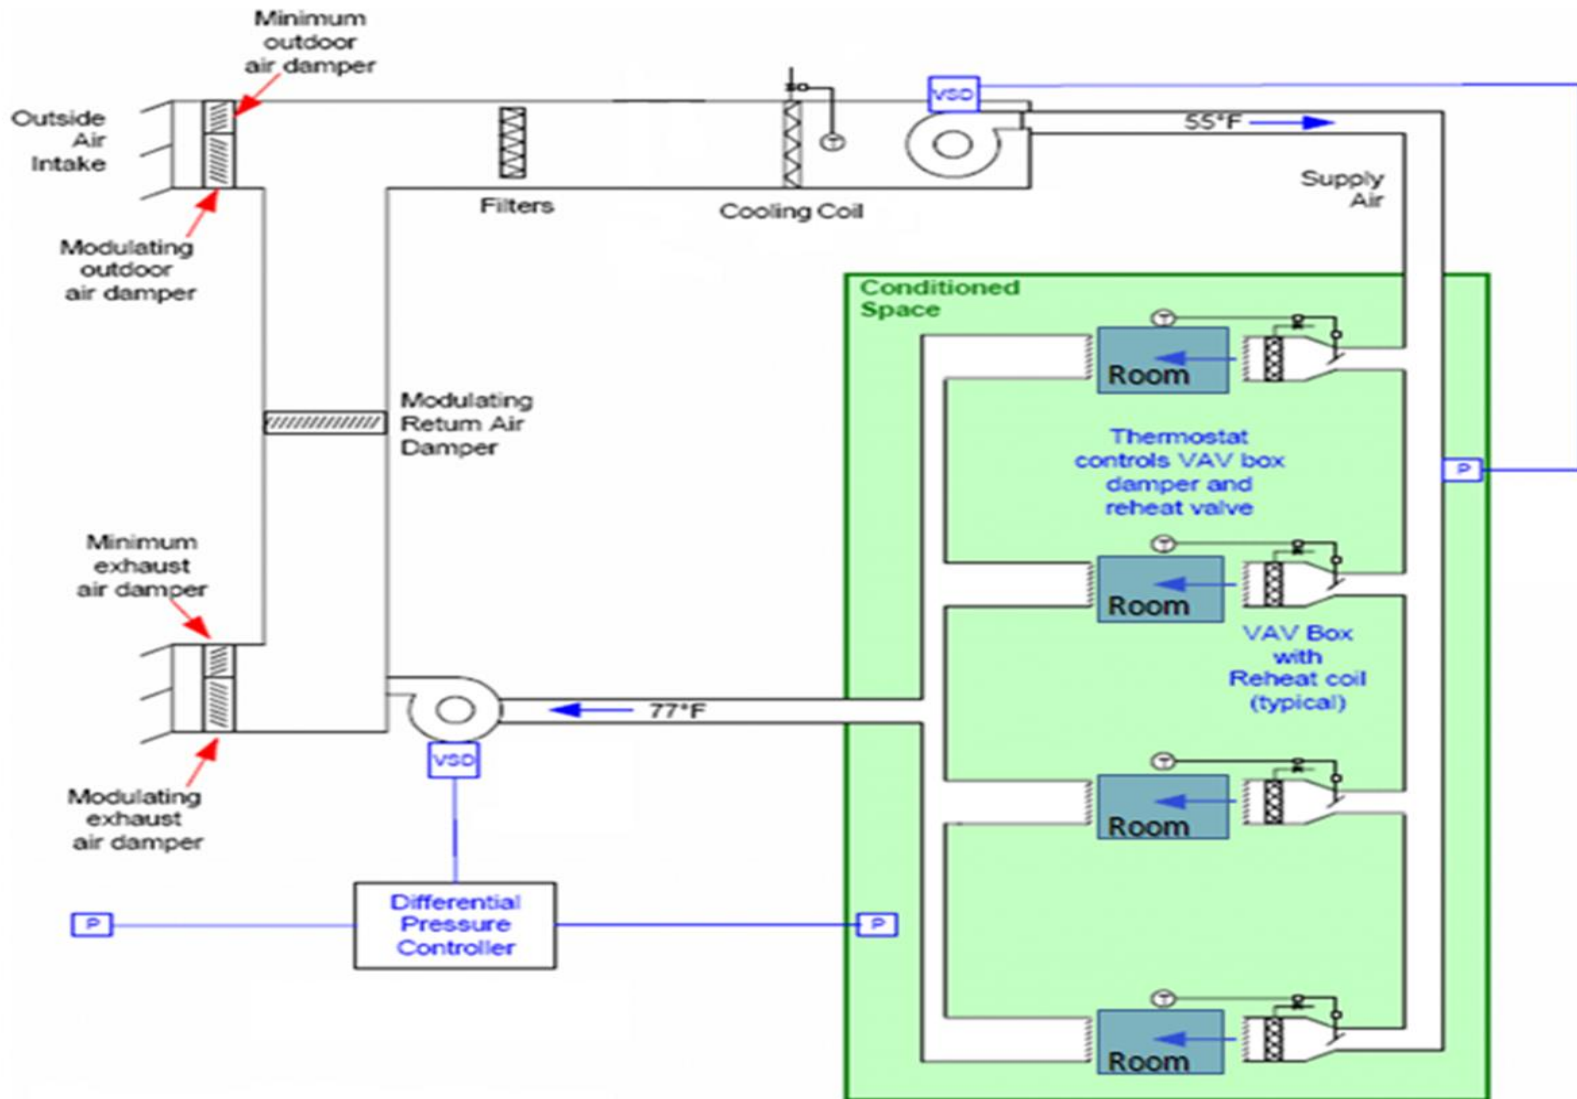 Minimum
outdoor
air damper
Outside
Air
Intake
VSD
55°F
Supply
Air
Filters
Cooling Coil
Modulating
outdoor
air damper
Conditioned
Space
T
T
Room
Modulating
Return Air
Damper
Thermostat
controls VAV box
damper and
reheat valve
P
Minimum
exhaust
air damper
T
Room
VAV Box
with
Reheat coil
(typical)
77°F
VSD
Modulating
exhaust
air damper
T
Room
Differential
Pressure
Controller
P
P
T
Room